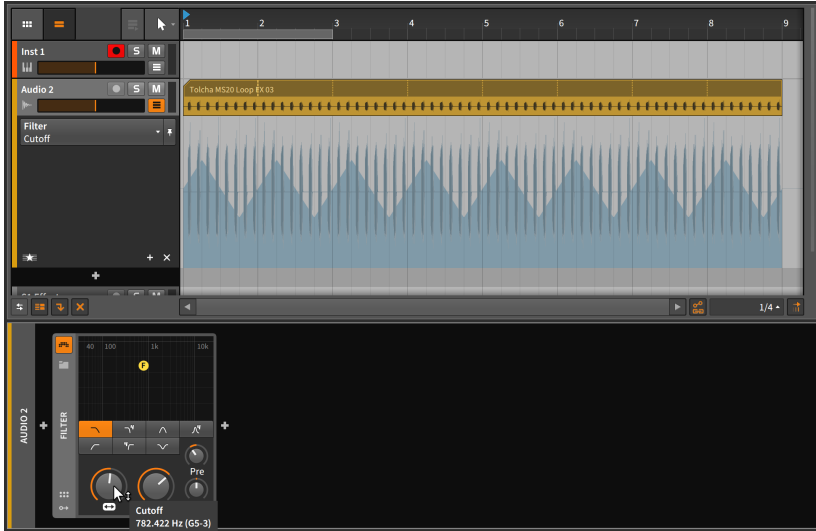 1 2 3 4 5 6 7 8 9
Inst 1 S M
Audio 2 S M
Tolcha MS20 Loop FX 03
Filter
Cutoff
1/4
40 100 1k 10k
F
AUDIO 2
FILTER
Pre
Cutoff
782.422 Hz (G5-3)